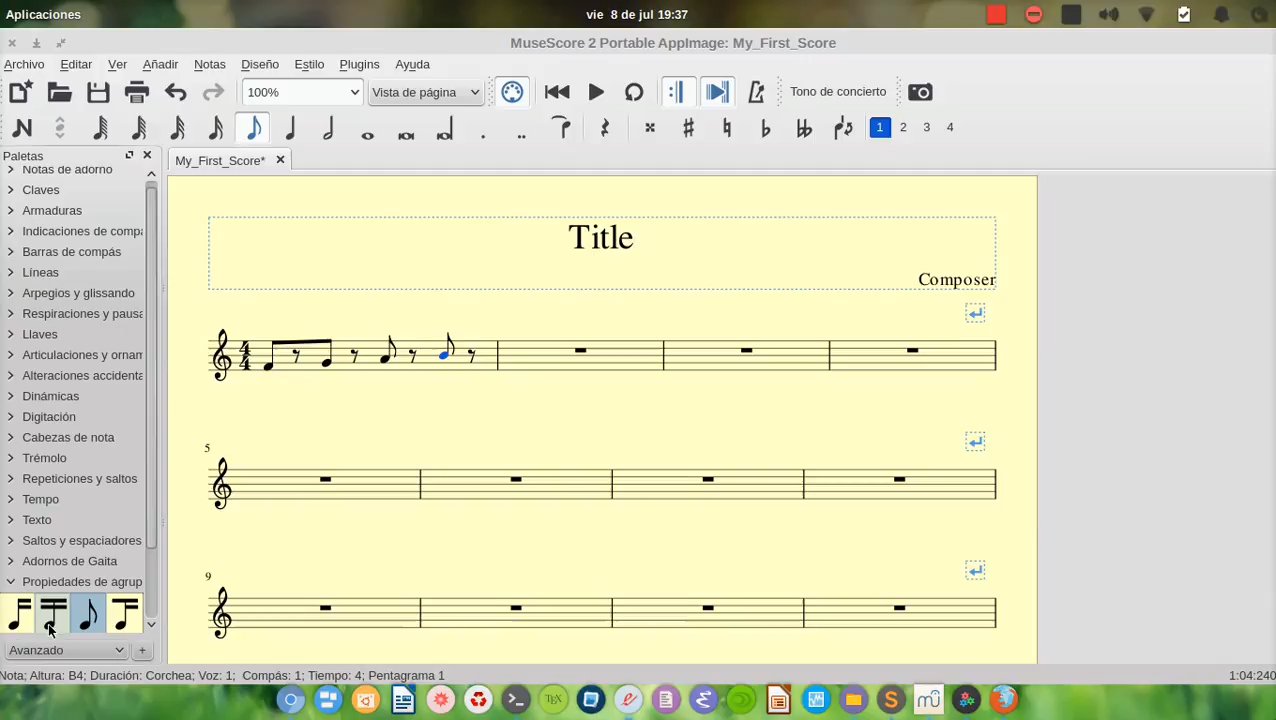 Aplicaciones
vie 8 de jul 19:37
MuseScore 2 Portable AppImage: My_First_Score
Archivo Editar Ver Añadir Notas Diseño Estilo Plugins Ayuda
100% Vista de página Tono de concierto
1 2 3 4
Paletas
My_First_Score*
Notas de adorno
Claves
Armaduras
Indicaciones de compa
Barras de compás
Líneas
Arpegios y glissando
Respiraciones y pausa
Llaves
Articulaciones y ornam
Alteraciones accidenta
Dinámicas
Digitación
Cabezas de nota
Trémolo
Repeticiones y saltos
Tempo
Texto
Saltos y espaciadores
Adornos de Gaita
Propiedades de agrup
Avanzado
Title
Composer
4
4
5
9
Nota; Altura: B4; Duración: Corchea; Voz: 1; Compás: 1; Tiempo: 4; Pentagrama 1
1:04:240